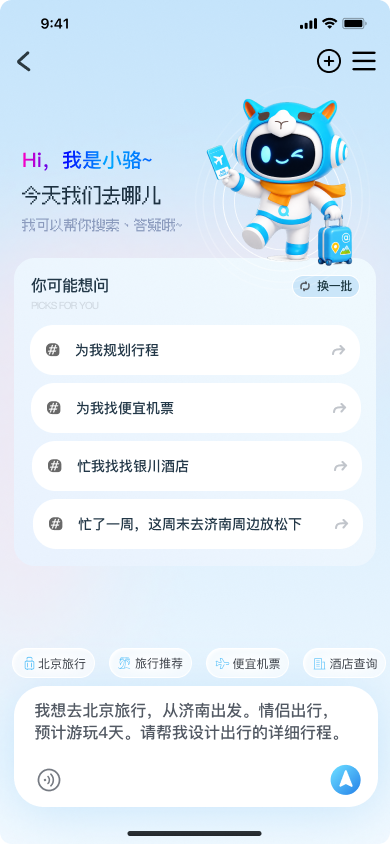 9:41
Hi，我是小骆~
今天我们去哪儿
我可以帮你搜索、答疑哦~
你可能想问
换一批
PICKS FOR YOU
# 为我规划行程
# 为我找便宜机票
# 忙我找找银川酒店
# 忙了一周，这周末去济南周边放松下
北京旅行 旅行推荐 便宜机票 酒店查询
我想去北京旅行，从济南出发。情侣出行，
预计游玩4天。请帮我设计出行的详细行程。